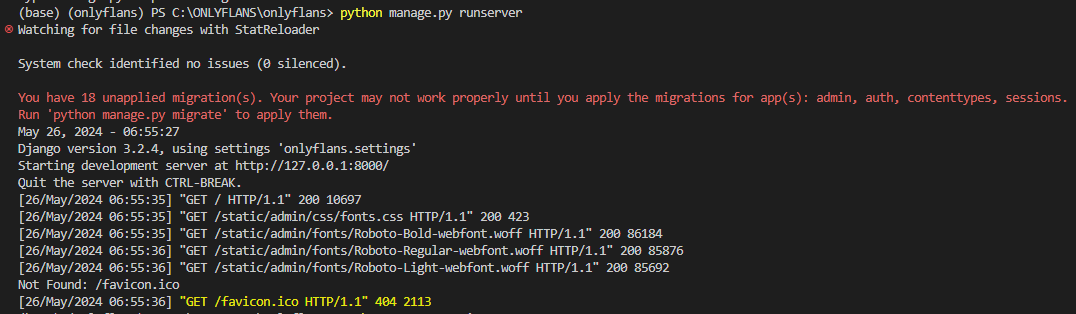 (base) (onlyflans) PS C:\ONLYFLANS\onlyflans> python manage.py runserver
Watching for file changes with StatReloader
System check identified no issues (0 silenced).
You have 18 unapplied migration(s). Your project may not work properly until you apply the migrations for app(s): admin, auth, contenttypes, sessions.
Run 'python manage.py migrate' to apply them.
May 26, 2024 - 06:55:27
Django version 3.2.4, using settings 'onlyflans.settings'
Starting development server at http://127.0.0.1:8000/
Quit the server with CTRL-BREAK.
[26/May/2024 06:55:35] "GET / HTTP/1.1" 200 10697
[26/May/2024 06:55:35] "GET /static/admin/css/fonts.css HTTP/1.1" 200 423
[26/May/2024 06:55:36] "GET /static/admin/fonts/Roboto-Bold-webfont.woff HTTP/1.1" 200 86184
[26/May/2024 06:55:36] "GET /static/admin/fonts/Roboto-Regular-webfont.woff HTTP/1.1" 200 85876
[26/May/2024 06:55:36] "GET /static/admin/fonts/Roboto-Light-webfont.woff HTTP/1.1" 200 85692
Not Found: /favicon.ico
[26/May/2024 06:55:36] "GET /favicon.ico HTTP/1.1" 404 2113